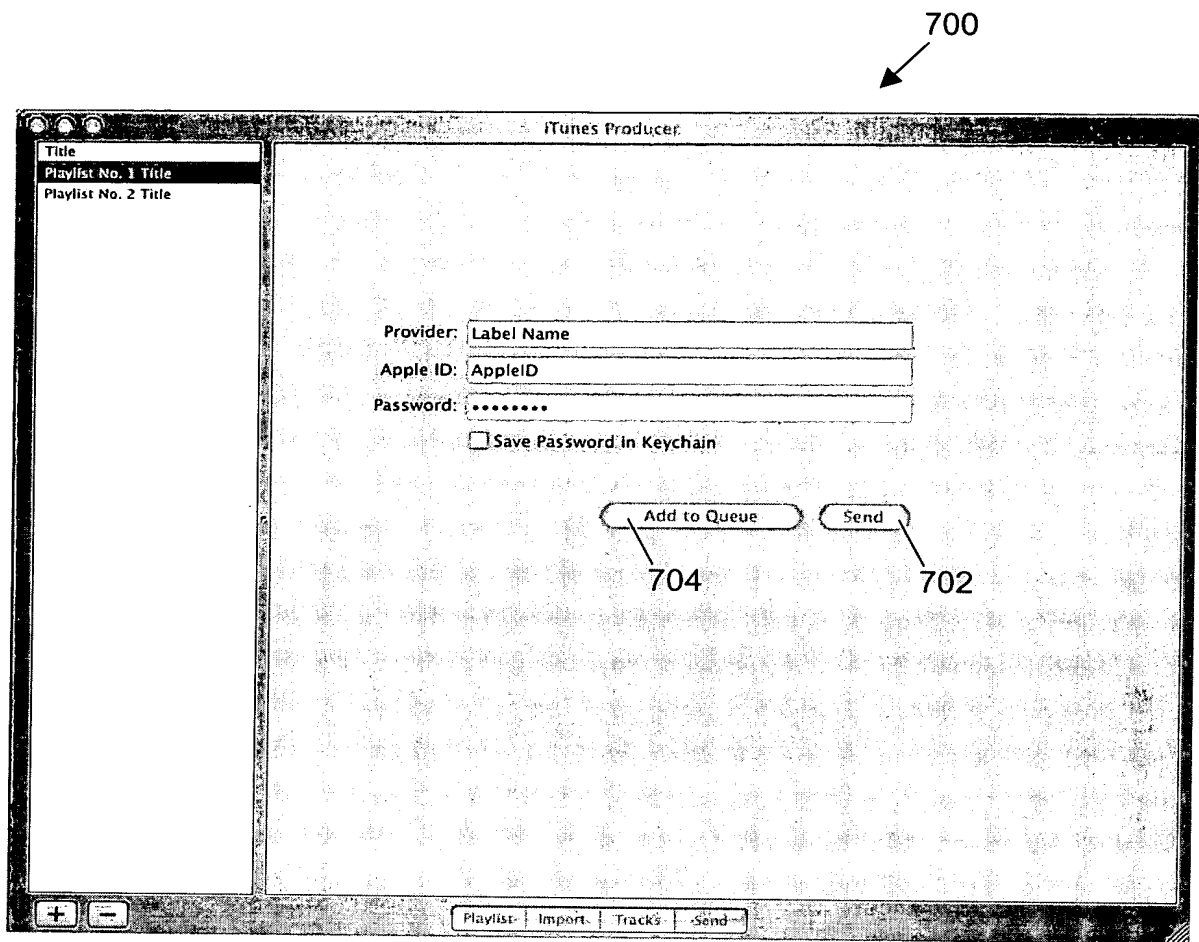 700
iTunes Producer
Title
Playlist No. 1 Title
Playlist No. 2 Title
Provider: Label Name
Apple ID: AppleID
Password: ••••••••
Save Password in Keychain
Add to Queue Send
704 702
+ − Playlist Import Tracks Send